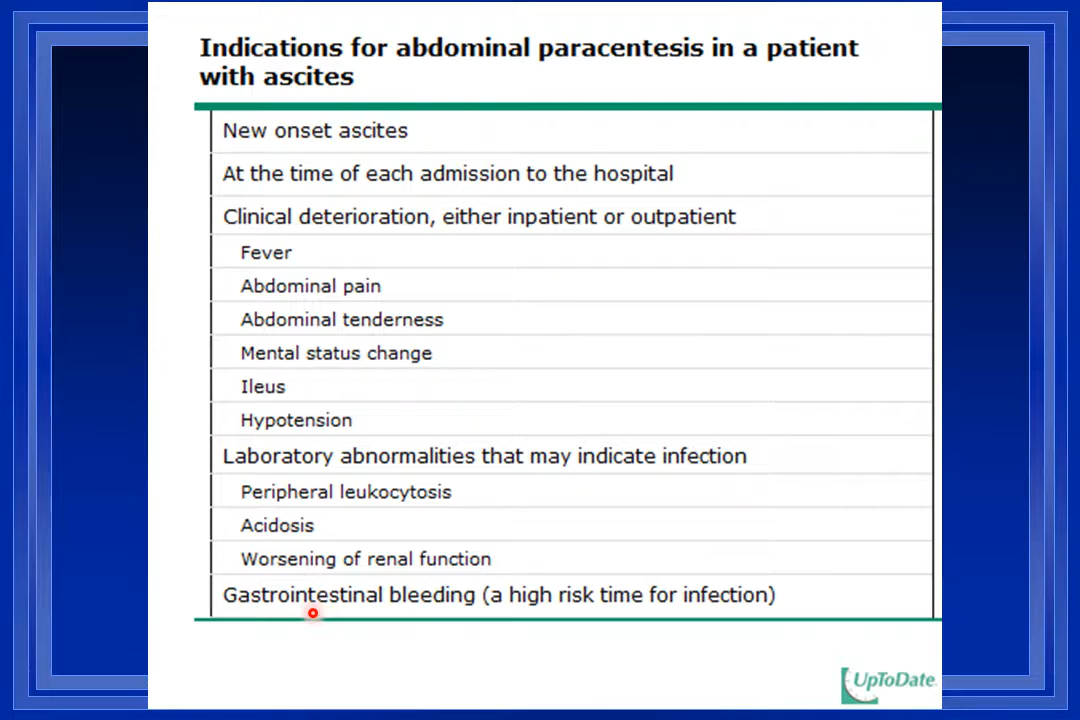 Indications for abdominal paracentesis in a patient
with ascites
New onset ascites
At the time of each admission to the hospital
Clinical deterioration, either inpatient or outpatient
Fever
Abdominal pain
Abdominal tenderness
Mental status change
Ileus
Hypotension
Laboratory abnormalities that may indicate infection
Peripheral leukocytosis
Acidosis
Worsening of renal function
Gastrointestinal bleeding (a high risk time for infection)
UpToDate